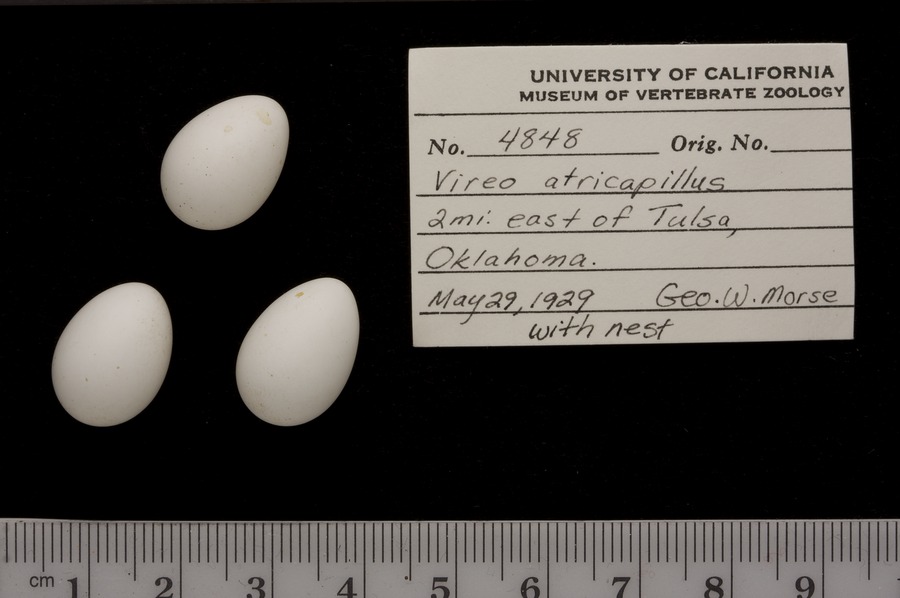 UNIVERSITY OF CALIFORNIA
MUSEUM OF VERTEBRATE ZOOLOGY
No. 4848 Orig. No.
Vireo atricapillus
2mi. east of Tulsa,
Oklahoma.
May 29, 1929 Geo. W. Morse
with nest
cm 1 2 3 4 5 6 7 8 9